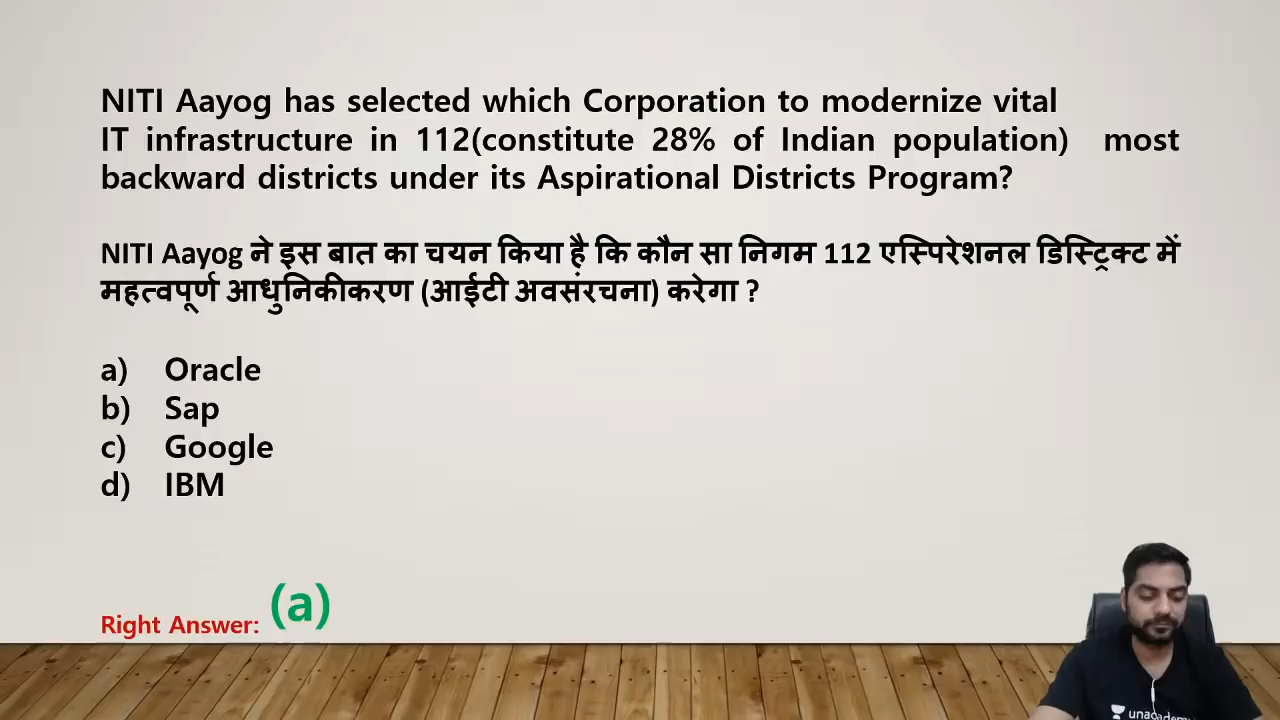 NITI Aayog has selected which Corporation to modernize vital
IT infrastructure in 112(constitute 28% of Indian population) most
backward districts under its Aspirational Districts Program?
NITI Aayog ने इस बात का चयन किया है कि कौन सा निगम 112 एस्पिरेशनल डिस्ट्रिक्ट में
महत्वपूर्ण आधुनिकीकरण (आईटी अवसंरचना) करेगा ?
a) Oracle
b) Sap
c) Google
d) IBM
Right Answer: (a)
unacademy